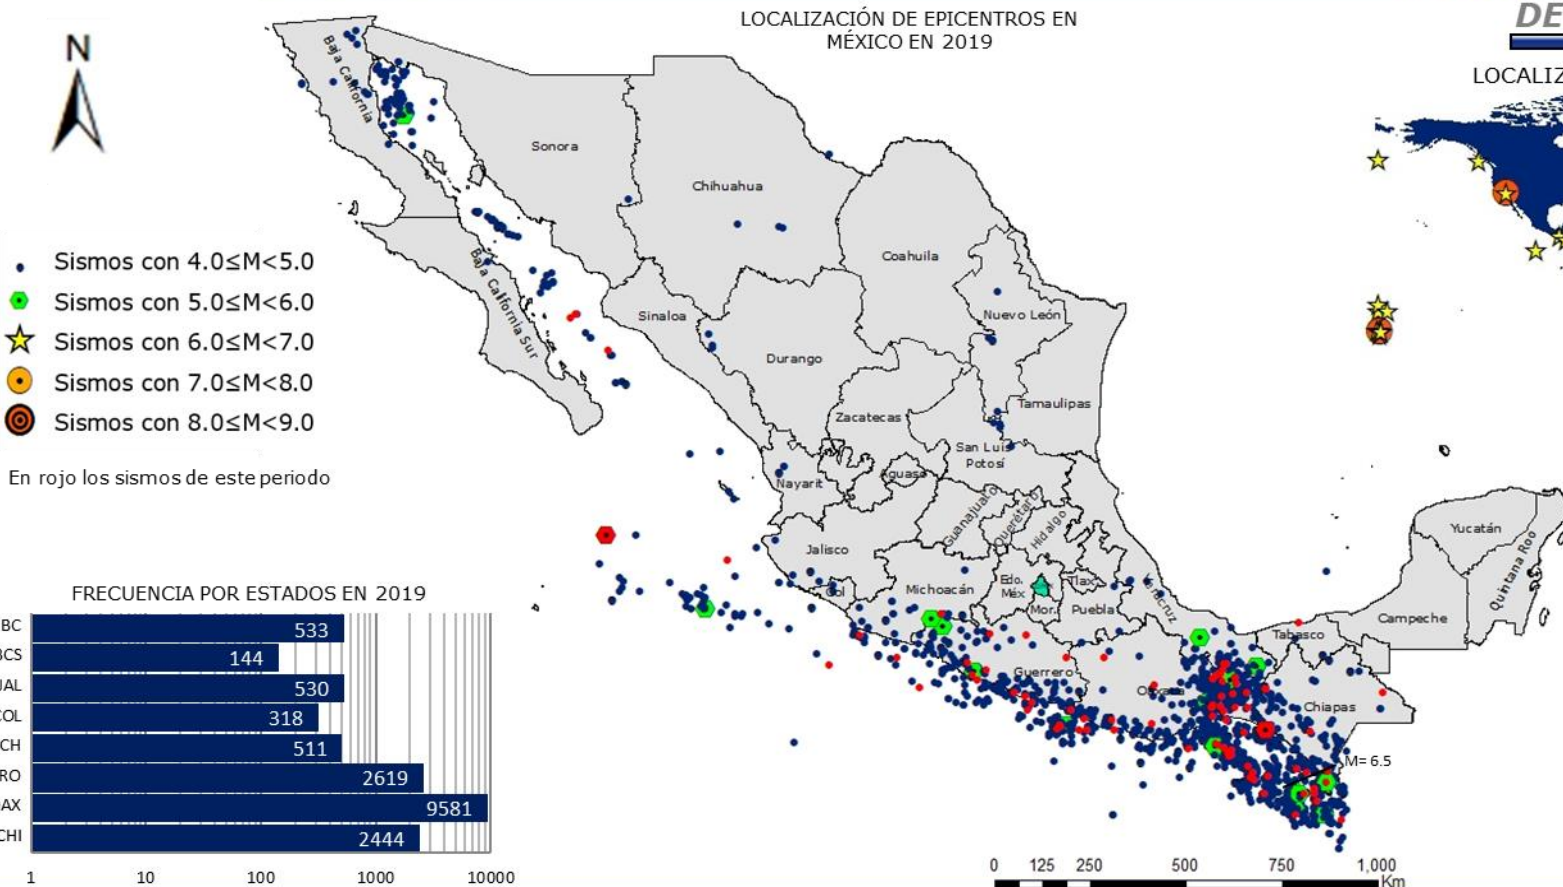 LOCALIZACIÓN DE EPICENTROS EN
MÉXICO EN 2019
DE
LOCALIZ
N
Baja California
Sonora
Chihuahua
Coahuila
Baja California Sur
Sinaloa
Nuevo León
Durango
Zacatecas
Tamaulipas
San Luis
Potosí
Nayarit
Aguasc
Guanajuato
Querétaro
Hidalgo
Jalisco
Col
Michoacán
Edo.
Méx
Mor.
Tlax
Puebla
Veracruz
Guerrero
Oaxaca
Tabasco
Chiapas
Campeche
Yucatán
Quintana Roo
M= 6.5
Sismos con 4.0≤M<5.0
Sismos con 5.0≤M<6.0
Sismos con 6.0≤M<7.0
Sismos con 7.0≤M<8.0
Sismos con 8.0≤M<9.0
En rojo los sismos de este periodo
FRECUENCIA POR ESTADOS EN 2019
BC 533
BCS 144
JAL 530
COL 318
CH 511
RO 2619
AX 9581
CHI 2444
1 10 100 1000 10000
0 125 250 500 750 1,000
Km